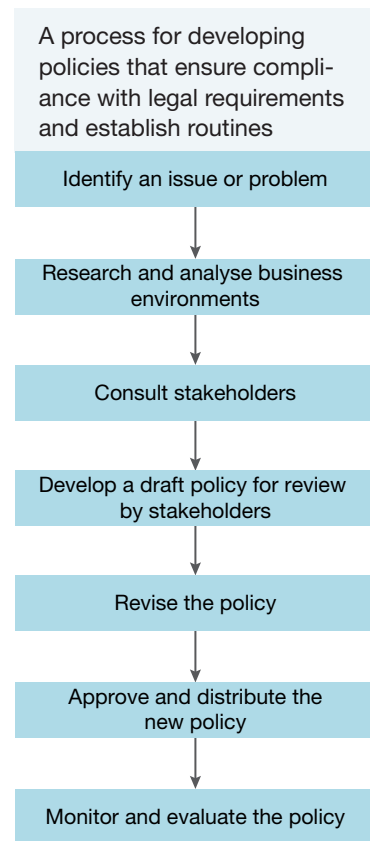 A process for developing
policies that ensure compli-
ance with legal requirements
and establish routines
Identify an issue or problem
Research and analyse business
environments
Consult stakeholders
Develop a draft policy for review
by stakeholders
Revise the policy
Approve and distribute the
new policy
Monitor and evaluate the policy